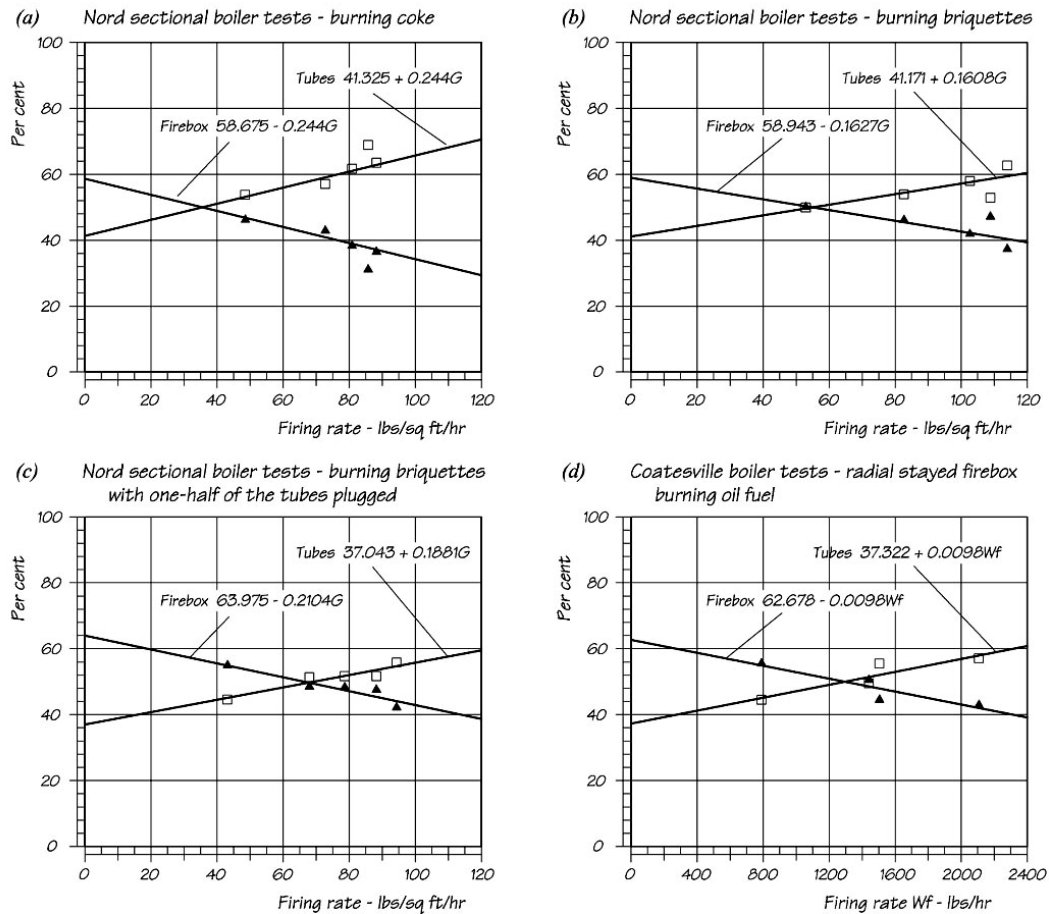 (a) Nord sectional boiler tests - burning coke
Per cent
100
80
60
40
20
0
Tubes 41.325 + 0.244G
Firebox 58.675 - 0.244G
0 20 40 60 80 100 120
Firing rate - lbs/sq ft/hr
(b) Nord sectional boiler tests - burning briquettes
Per cent
100
80
60
40
20
0
Tubes 41.171 + 0.1608G
Firebox 58.943 - 0.1627G
0 20 40 60 80 100 120
Firing rate - lbs/sq ft/hr
(c) Nord sectional boiler tests - burning briquettes
with one-half of the tubes plugged
Per cent
100
80
60
40
20
0
Tubes 37.043 + 0.1881G
Firebox 63.975 - 0.2104G
0 20 40 60 80 100 120
Firing rate - lbs/sq ft/hr
(d) Coatesville boiler tests - radial stayed firebox
burning oil fuel
Per cent
100
80
60
40
20
0
Tubes 37.322 + 0.0098Wf
Firebox 62.678 - 0.0098Wf
0 400 800 1200 1600 2000 2400
Firing rate Wf - lbs/hr